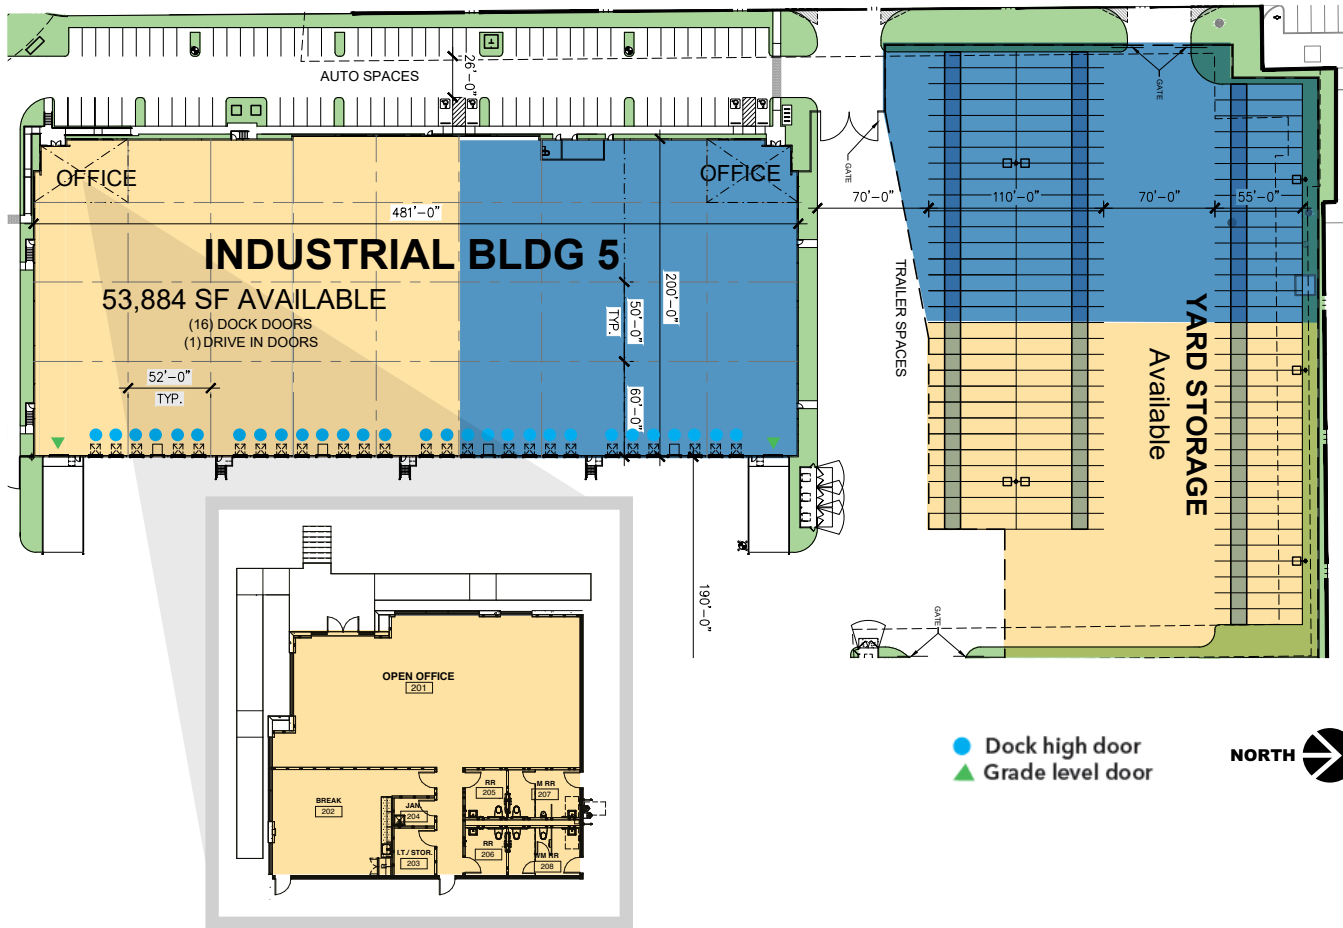 AUTO SPACES
26'-0"
GATE
OFFICE
OFFICE
GATE
481'-0"
70'-0"
110'-0"
70'-0"
55'-0"
INDUSTRIAL BLDG 5
53,884 SF AVAILABLE
(16) DOCK DOORS
(1) DRIVE IN DOORS
200'-0"
50'-0"
TYP.
TRAILER SPACES
YARD STORAGE
Available
52'-0"
TYP.
60'-0"
190'-0"
GATE
OPEN OFFICE
201
BREAK
202
JAN.
204
I.T./ STOR.
203
RR
205
M RR
207
RR
206
WM RR
208
Dock high door
Grade level door
NORTH